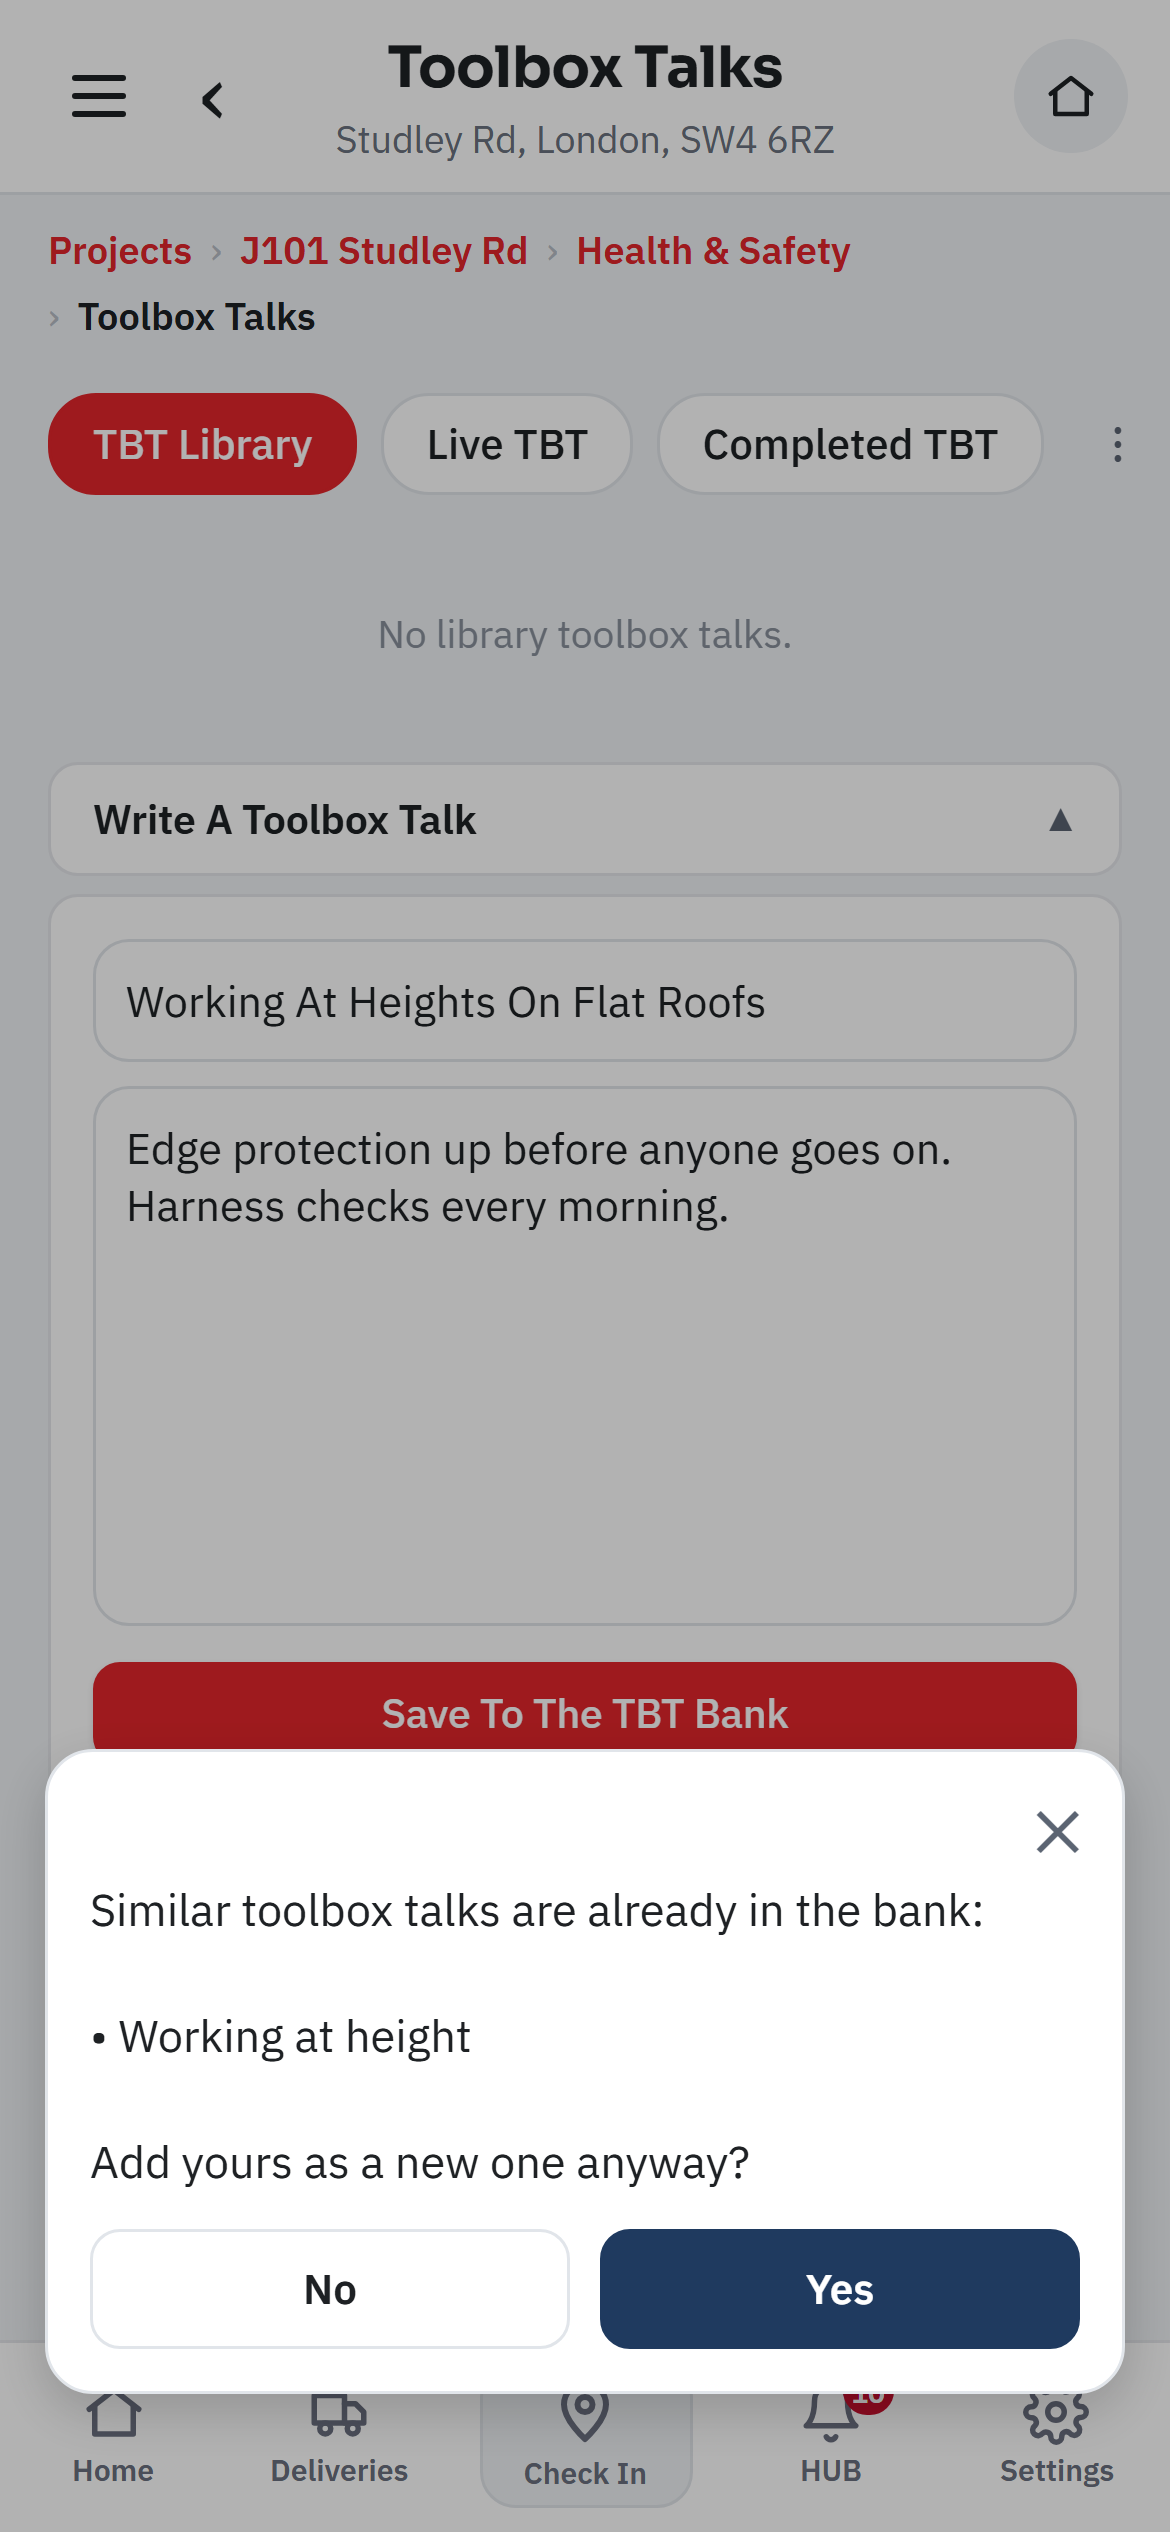 Toolbox Talks
Studley Rd, London, SW4 6RZ
Projects › J101 Studley Rd › Health & Safety
› Toolbox Talks
TBT Library
Live TBT
Completed TBT
No library toolbox talks.
Write A Toolbox Talk
Working At Heights On Flat Roofs
Edge protection up before anyone goes on.
Harness checks every morning.
Save To The TBT Bank
Similar toolbox talks are already in the bank:
• Working at height
Add yours as a new one anyway?
No
Yes
10
Home
Deliveries
Check In
HUB
Settings